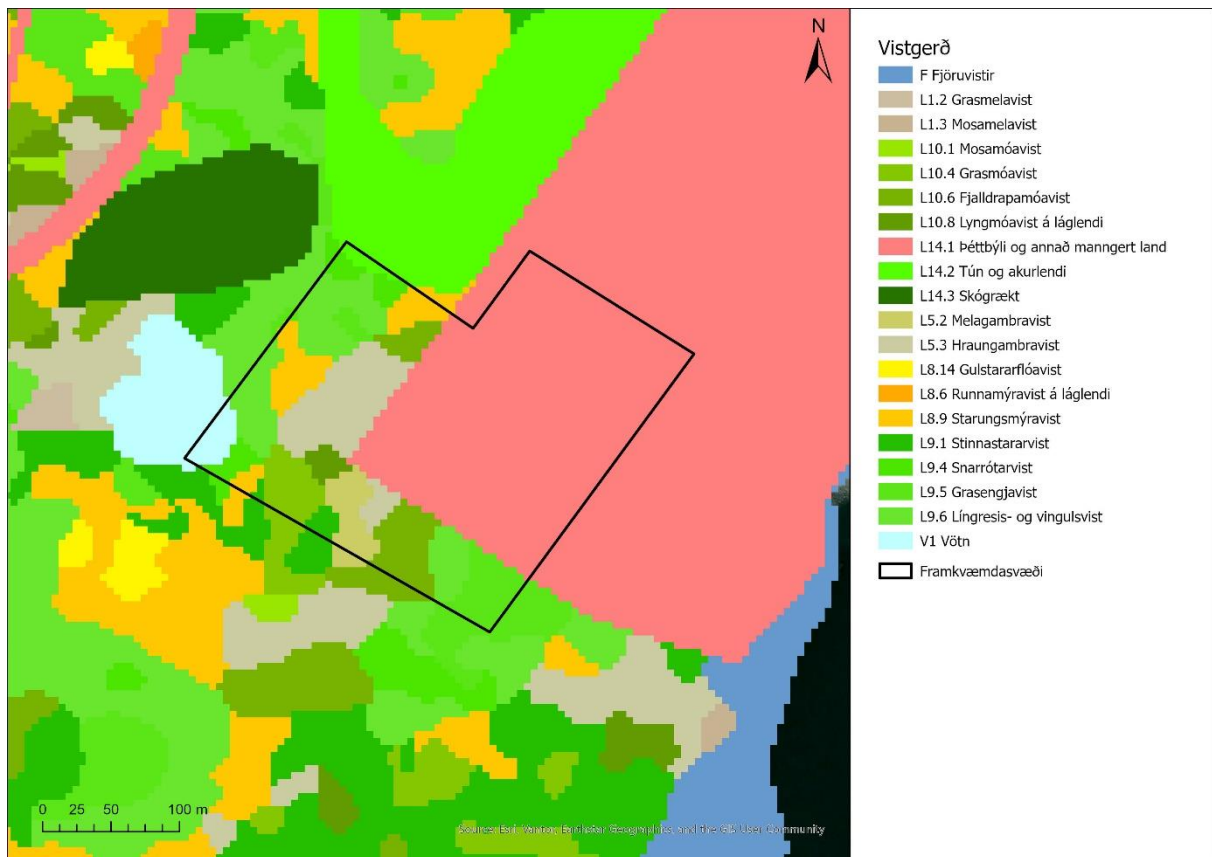 N
Vistgerð
F Fjöruvistir
L1.2 Grasmelavist
L1.3 Mosamelavist
L10.1 Mosamóavist
L10.4 Grasmóavist
L10.6 Fjalldrapamóavist
L10.8 Lyngmóavist á láglendi
L14.1 Þéttbýli og annað manngert land
L14.2 Tún og akurlendi
L14.3 Skógrækt
L5.2 Melagambravist
L5.3 Hraungambravist
L8.14 Gulstararflóavist
L8.6 Runnamýravist á láglendi
L8.9 Starungsmýravist
L9.1 Stinnastararvist
L9.4 Snarrótarvist
L9.5 Grasengjavist
L9.6 Língresis- og vingulsvist
V1 Vötn
Framkvæmdasvæði
0 25 50 100 m
Source: Esri, Vantor, Earthstar Geographics, and the GIS User Community